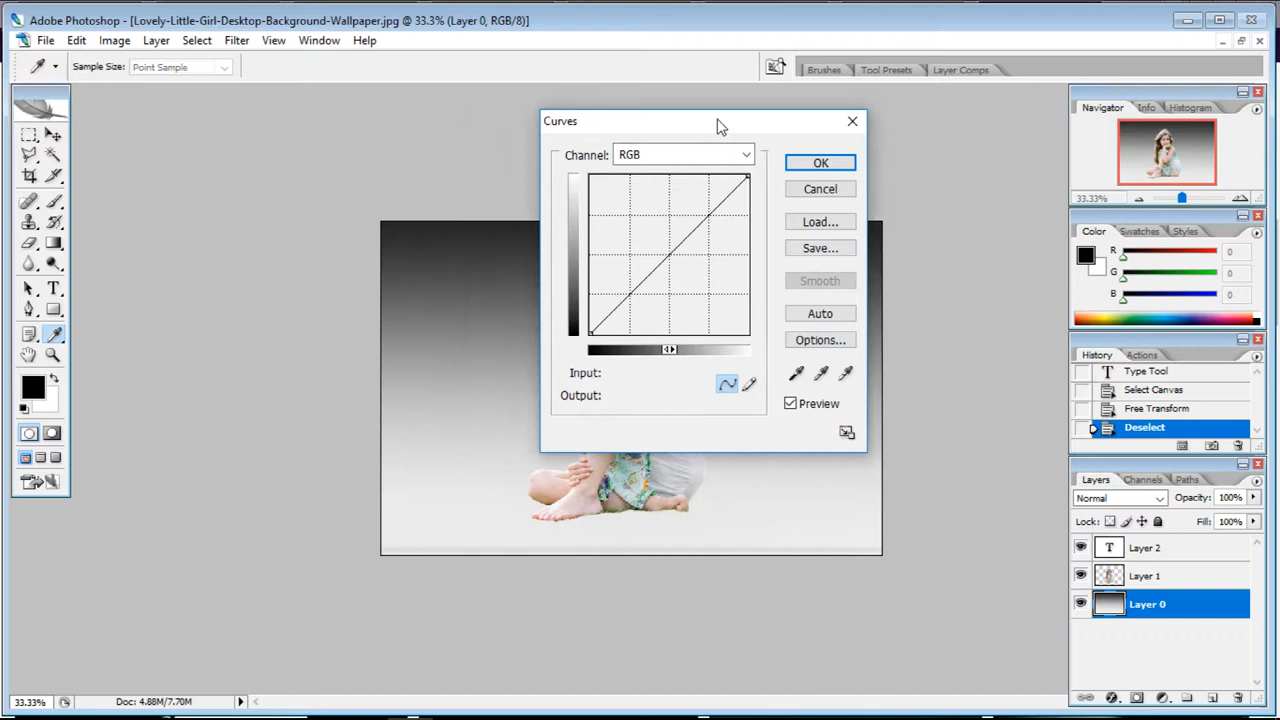 Adobe Photoshop - [Lovely-Little-Girl-Desktop-Background-Wallpaper.jpg @ 33.3% (Layer 0, RGB/8)]
File Edit Image Layer Select Filter View Window Help
Sample Size: Point Sample
Brushes Tool Presets Layer Comps
Curves
Channel: RGB
OK
Cancel
Load...
Save...
Smooth
Auto
Options...
Input:
Output:
Preview
Navigator Info Histogram
33.33%
Color Swatches Styles
R 0
G 0
B 0
History Actions
Type Tool
Select Canvas
Free Transform
Deselect
Layers Channels Paths
Normal Opacity: 100%
Lock: Fill: 100%
T Layer 2
Layer 1
Layer 0
33.33% Doc: 4.88M/7.70M